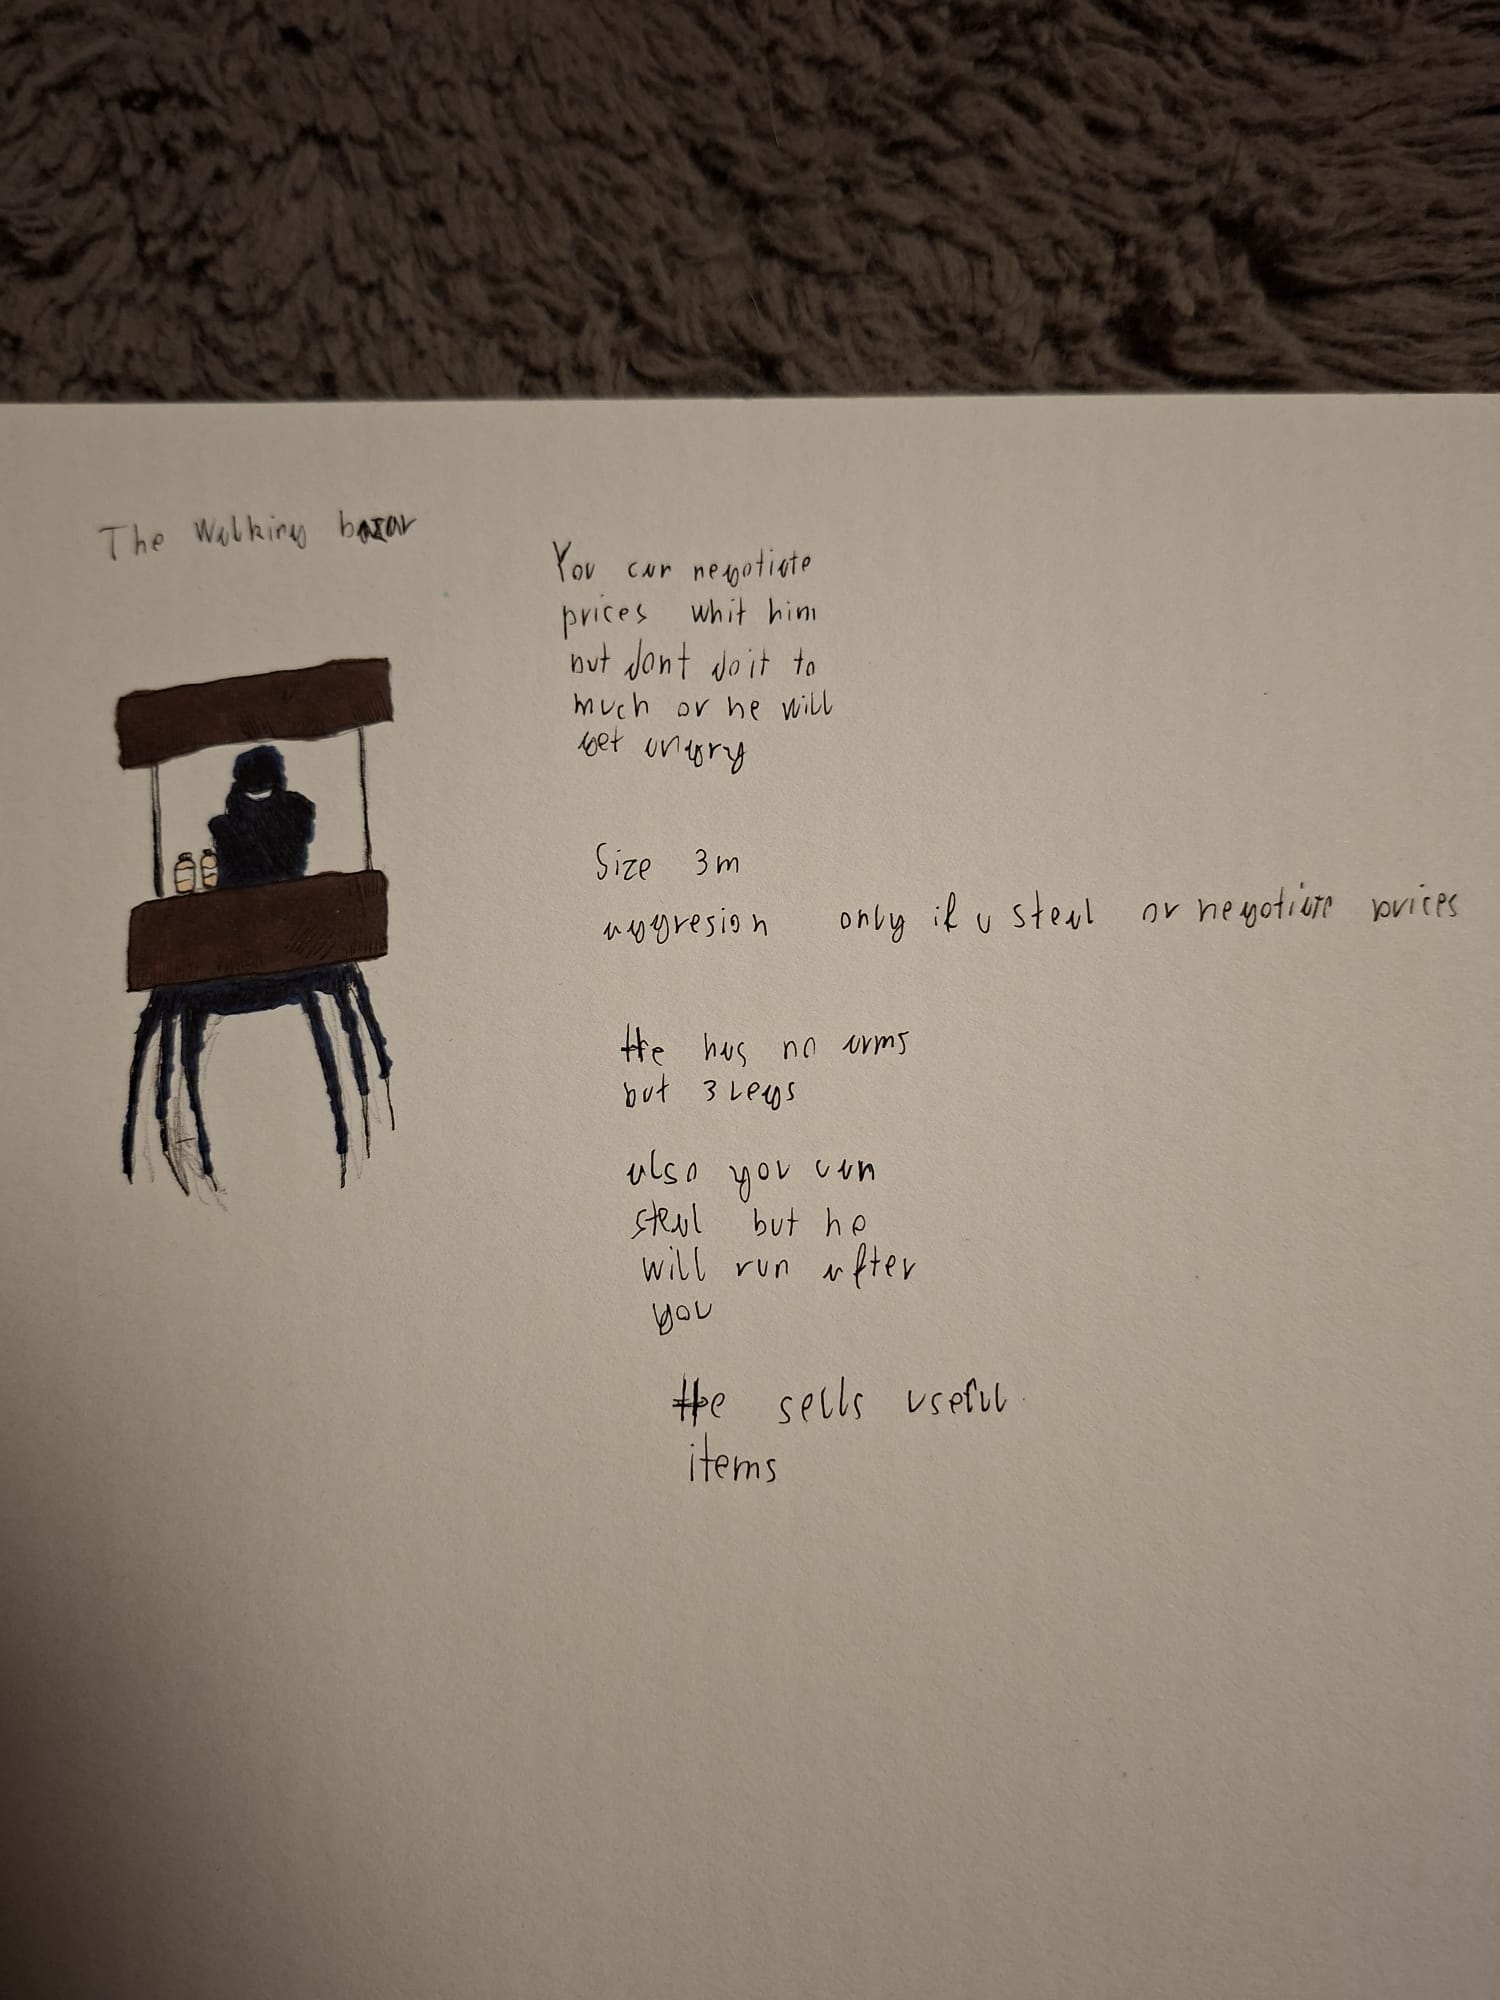 The Walking bazar
You can negotiate
prices whit him
but dont do it to
much or he will
get angry
Size 3m
aggresion only if u steal or negotiate prices
He has no arms
but 3 Legs
also you can
steal but he
will run after
you
He sells useful
items